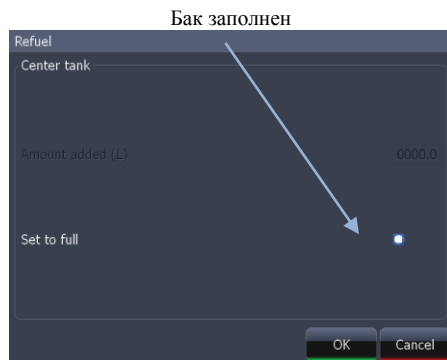 Бак заполнен
Refuel
Center tank
Amount added (L) 0000.0
Set to full
OK Cancel